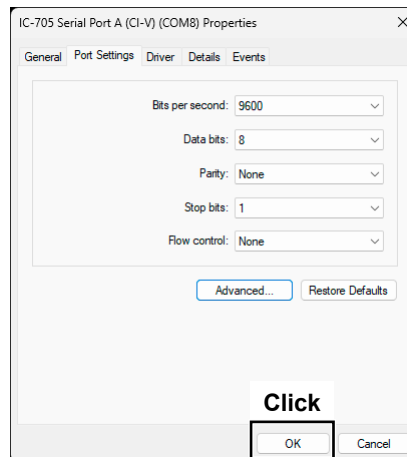 IC-705 Serial Port A (CI-V) (COM8) Properties
General Port Settings Driver Details Events
Bits per second: 9600
Data bits: 8
Parity: None
Stop bits: 1
Flow control: None
Advanced... Restore Defaults
Click
OK Cancel